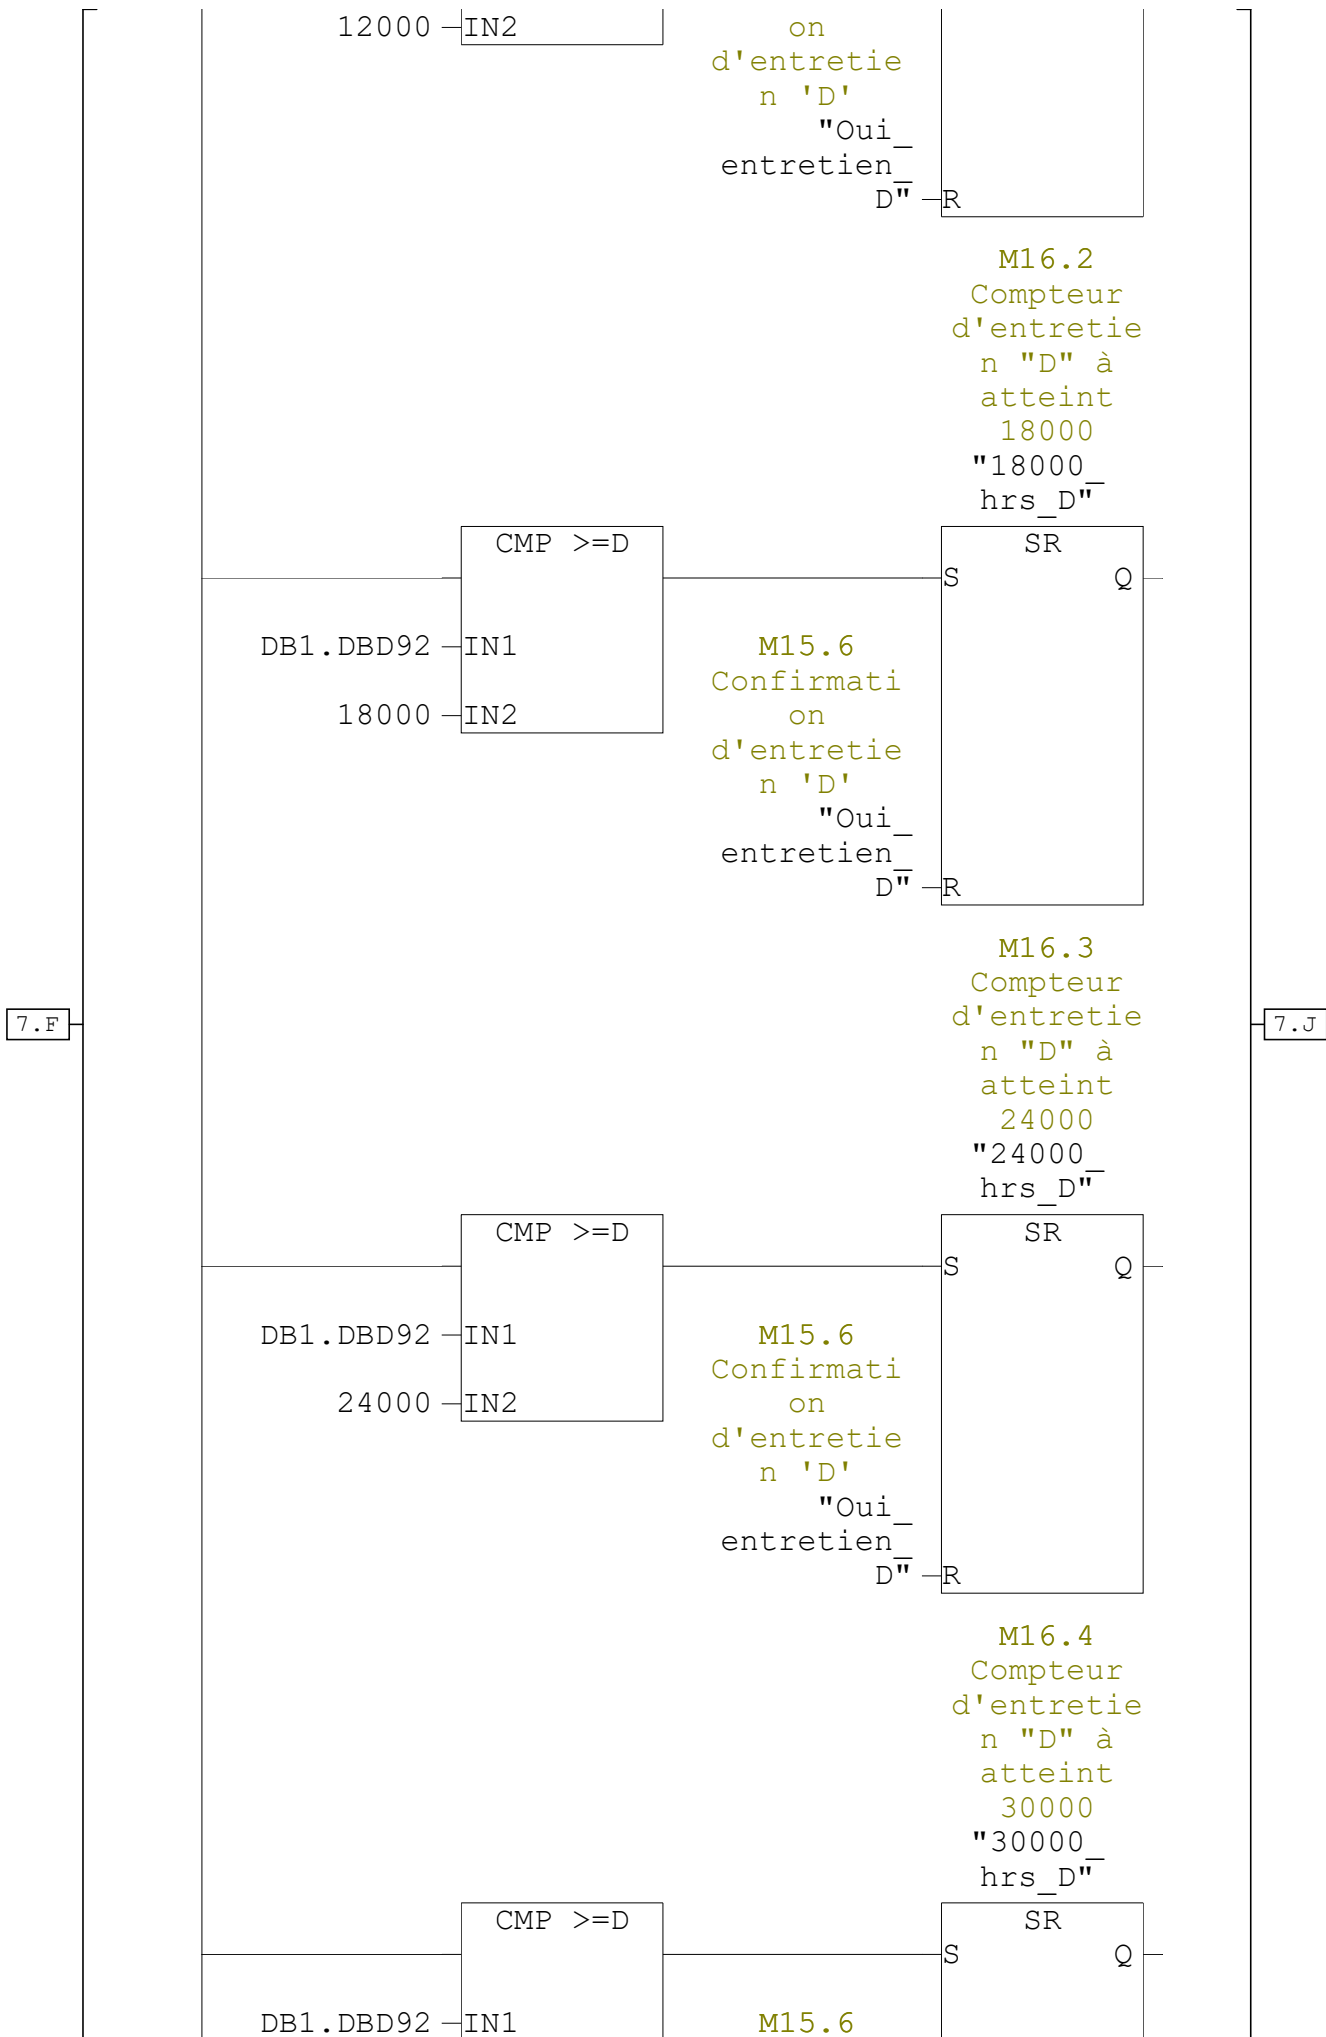 12000 IN2 on
d'entretie
n 'D'
"Oui_
entretien_
D" R
M16.2
Compteur
d'entretie
n "D" à
atteint
18000
"18000_
hrs_D"
CMP >=D SR
S Q
DB1.DBD92 IN1 M15.6
Confirmati
18000 IN2 on
d'entretie
n 'D'
"Oui_
entretien_
D" R
M16.3
Compteur
7.F d'entretie 7.J
n "D" à
atteint
24000
"24000_
hrs_D"
CMP >=D SR
S Q
DB1.DBD92 IN1 M15.6
Confirmati
24000 IN2 on
d'entretie
n 'D'
"Oui_
entretien_
D" R
M16.4
Compteur
d'entretie
n "D" à
atteint
30000
"30000_
hrs_D"
CMP >=D SR
S Q
DB1.DBD92 IN1 M15.6